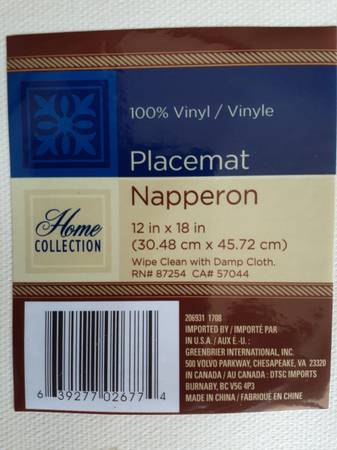 100% Vinyl / Vinyle
Placemat
Napperon
Home
COLLECTION
12 in x 18 in
(30.48 cm x 45.72 cm)
Wipe Clean with Damp Cloth.
RN# 87254 CA# 57044
206931 1708
IMPORTED BY / IMPORTÉ PAR
IN U.S.A. / AUX É.-U. :
GREENBRIER INTERNATIONAL, INC.
500 VOLVO PARKWAY, CHESAPEAKE, VA 23320
IN CANADA / AU CANADA : DTSC IMPORTS
BURNABY, BC V5G 4P3
MADE IN CHINA / FABRIQUÉ EN CHINE
6 39277 02677 4